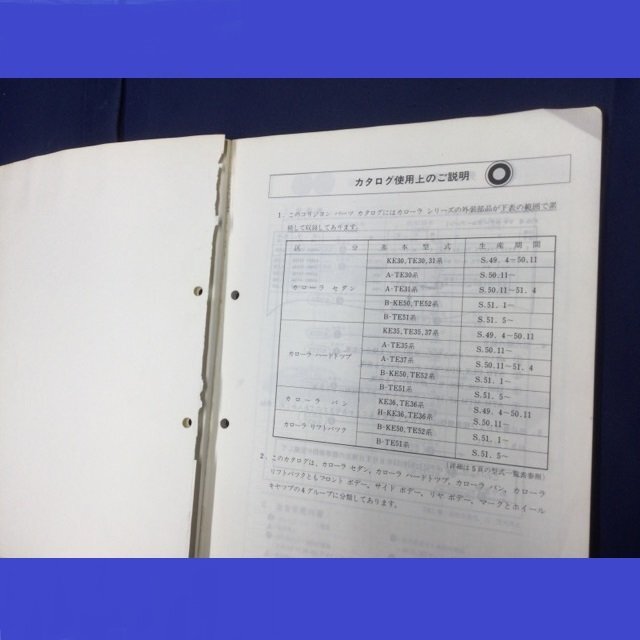 カタログ使用上のご説明
1. このコリジョン パーツ カタログにはカローラ シリーズの外装部品が下表の範囲で累
積して収録してあります。
区 分 基 本 型 式 生 産 期 間
カローラ セダン KE30, TE30, 31系 S.49. 4~50.11
A-TE30系 S.50.11~
A-TE31系 S.50.11~51. 4
B-KE50, TE52系 S.51. 1~
B-TE51系 S.51. 5~
カローラ ハードトップ KE35, TE35, 37系 S.49. 4~50.11
A-TE35系 S.50.11~
A-TE37系 S.50.11~51. 4
B-KE50, TE52系 S.51. 1~
B-TE51系 S.51. 5~
カローラ バン KE36, TE36系 S.49. 4~50.11
H-KE36, TE36系 S.50.11~
カローラ リフトバック B-KE50, TE52系 S.51. 1~
B-TE51系 S.51. 5~
(詳細は5頁の型式一覧表参照)
2. このカタログは、カローラ セダン, カローラ ハードトップ, カローラ バン, カローラ
リフトバックともフロント ボデー, サイド ボデー, リヤ ボデー, マークとホイール
キャップの4グループに分類してあります。